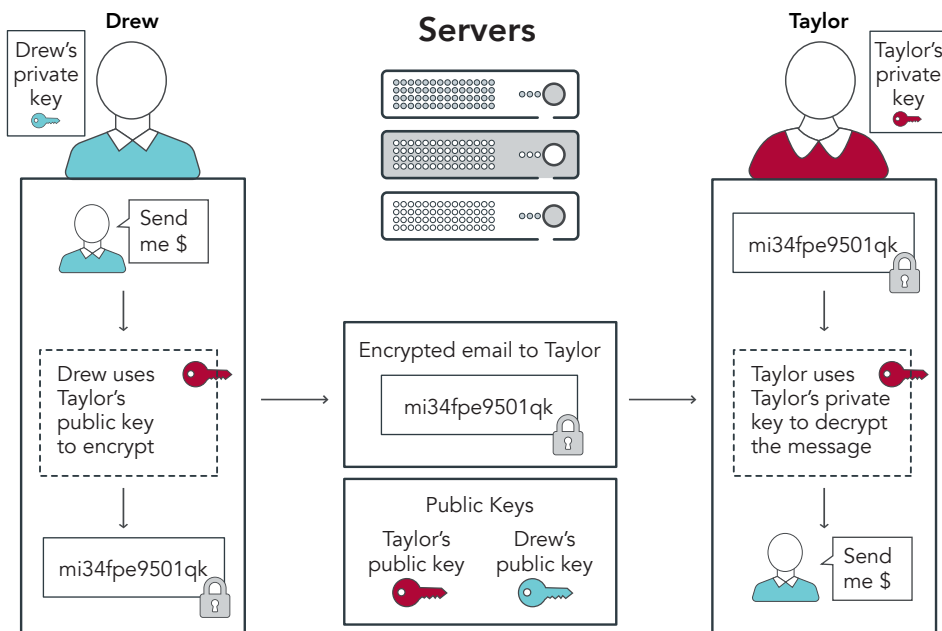 Drew
Drew's
private
key
Send
me $
Drew uses
Taylor's
public key
to encrypt
mi34fpe9501qk
Servers
Encrypted email to Taylor
mi34fpe9501qk
Public Keys
Taylor's
public key
Drew's
public key
Taylor
Taylor's
private
key
mi34fpe9501qk
Taylor uses
Taylor's private
key to decrypt
the message
Send
me $